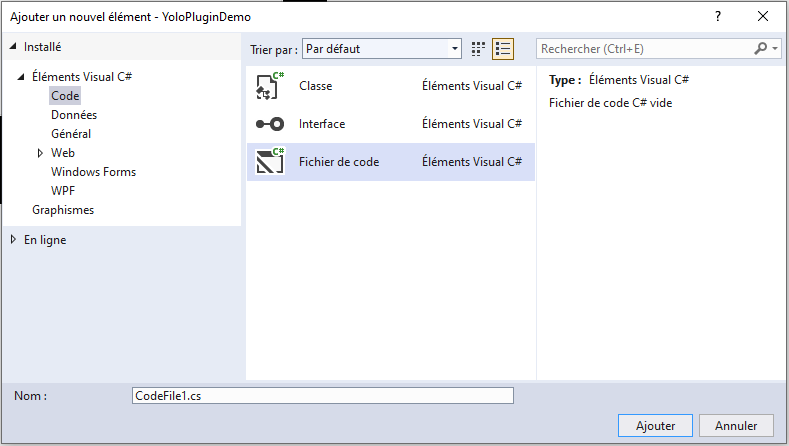 Ajouter un nouvel élément - YoloPluginDemo
?
Installé
Trier par : Par défaut
Rechercher (Ctrl+E)
Éléments Visual C#
Code
Données
Général
Web
Windows Forms
WPF
Graphismes
En ligne
C# Classe Éléments Visual C#
Interface Éléments Visual C#
C# Fichier de code Éléments Visual C#
Type : Éléments Visual C#
Fichier de code C# vide
Nom : CodeFile1.cs
Ajouter Annuler